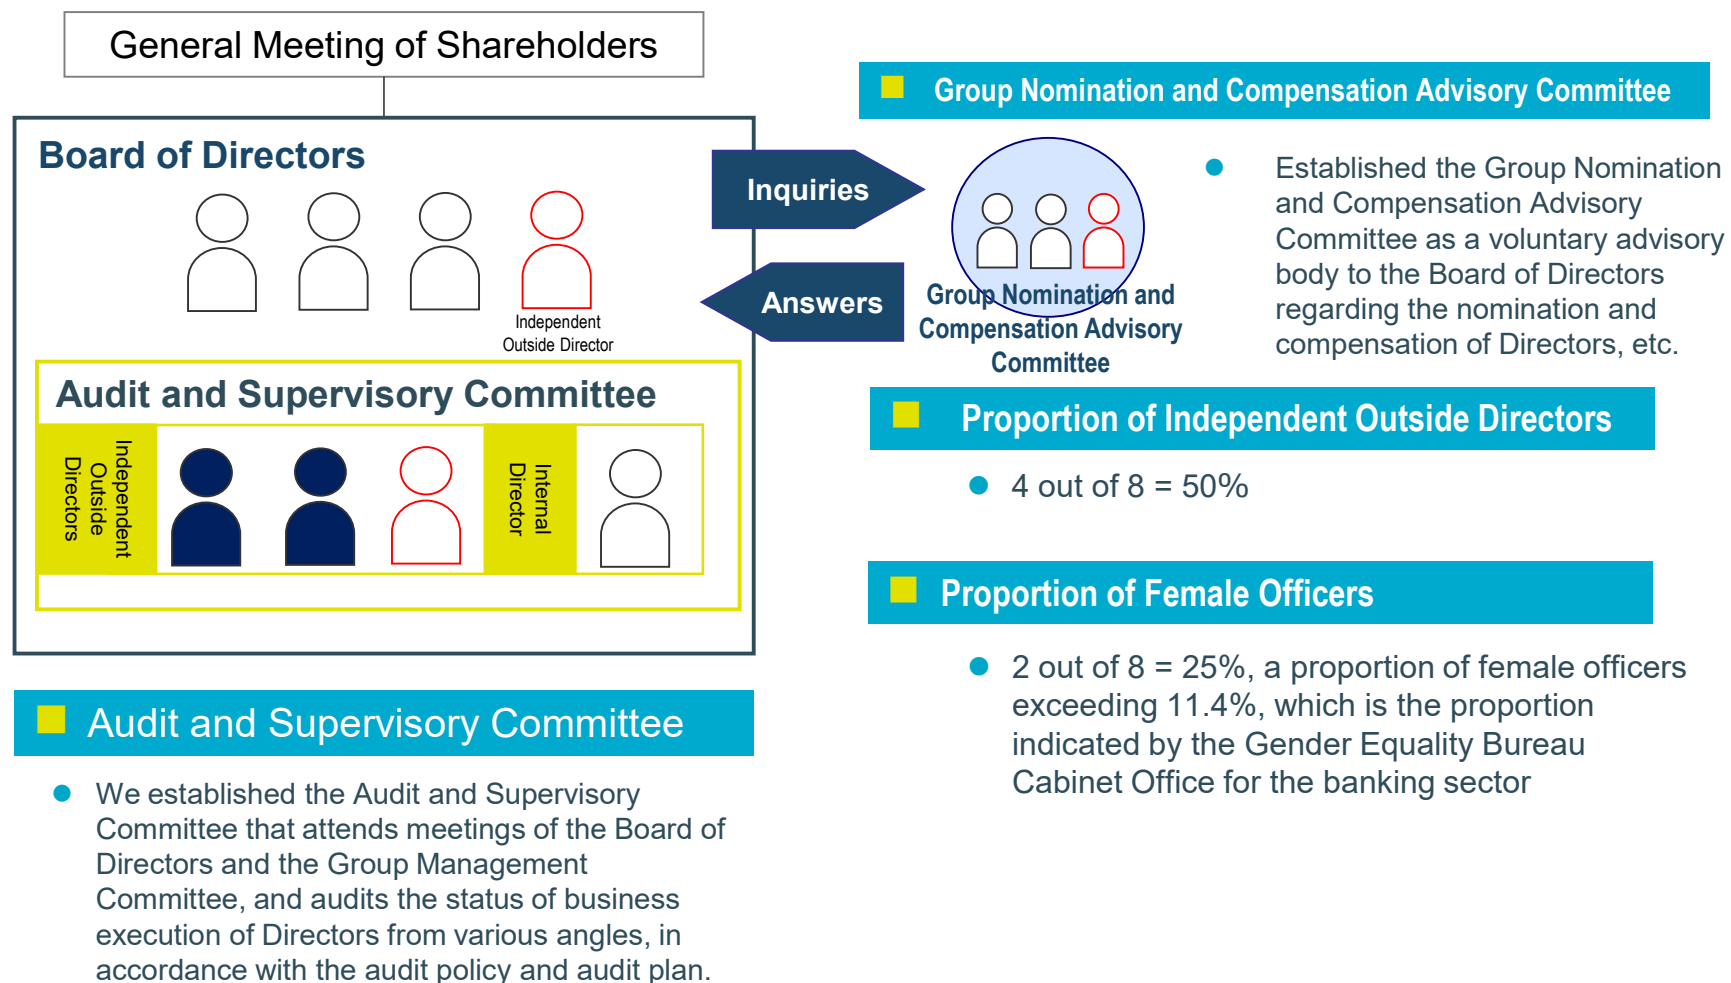 General Meeting of Shareholders
Board of Directors
Independent
Outside Director
Audit and Supervisory Committee
Independent
Outside
Directors
Internal
Director
Inquiries
Answers
Group Nomination and
Compensation Advisory
Committee
Group Nomination and Compensation Advisory Committee
Established the Group Nomination
and Compensation Advisory
Committee as a voluntary advisory
body to the Board of Directors
regarding the nomination and
compensation of Directors, etc.
Proportion of Independent Outside Directors
4 out of 8 = 50%
Proportion of Female Officers
2 out of 8 = 25%, a proportion of female officers
exceeding 11.4%, which is the proportion
indicated by the Gender Equality Bureau
Cabinet Office for the banking sector
Audit and Supervisory Committee
We established the Audit and Supervisory
Committee that attends meetings of the Board of
Directors and the Group Management
Committee, and audits the status of business
execution of Directors from various angles, in
accordance with the audit policy and audit plan.